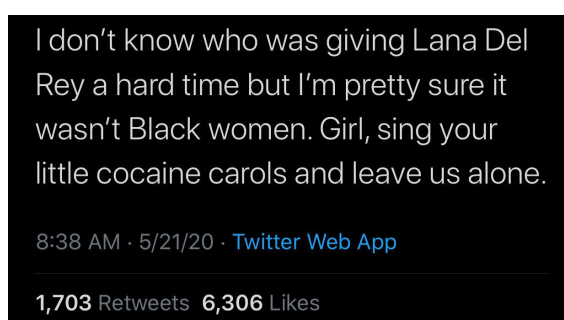 I don’t know who was giving Lana Del
Rey a hard time but I’m pretty sure it
wasn’t Black women. Girl, sing your
little cocaine carols and leave us alone.
8:38 AM · 5/21/20 · Twitter Web App
1,703 Retweets 6,306 Likes